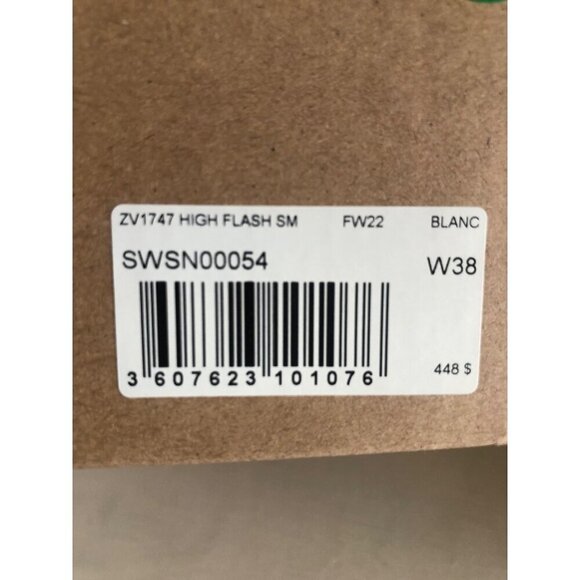 ZV1747 HIGH FLASH SM FW22 BLANC
SWSN00054 W38
3 607623 101076
448 $